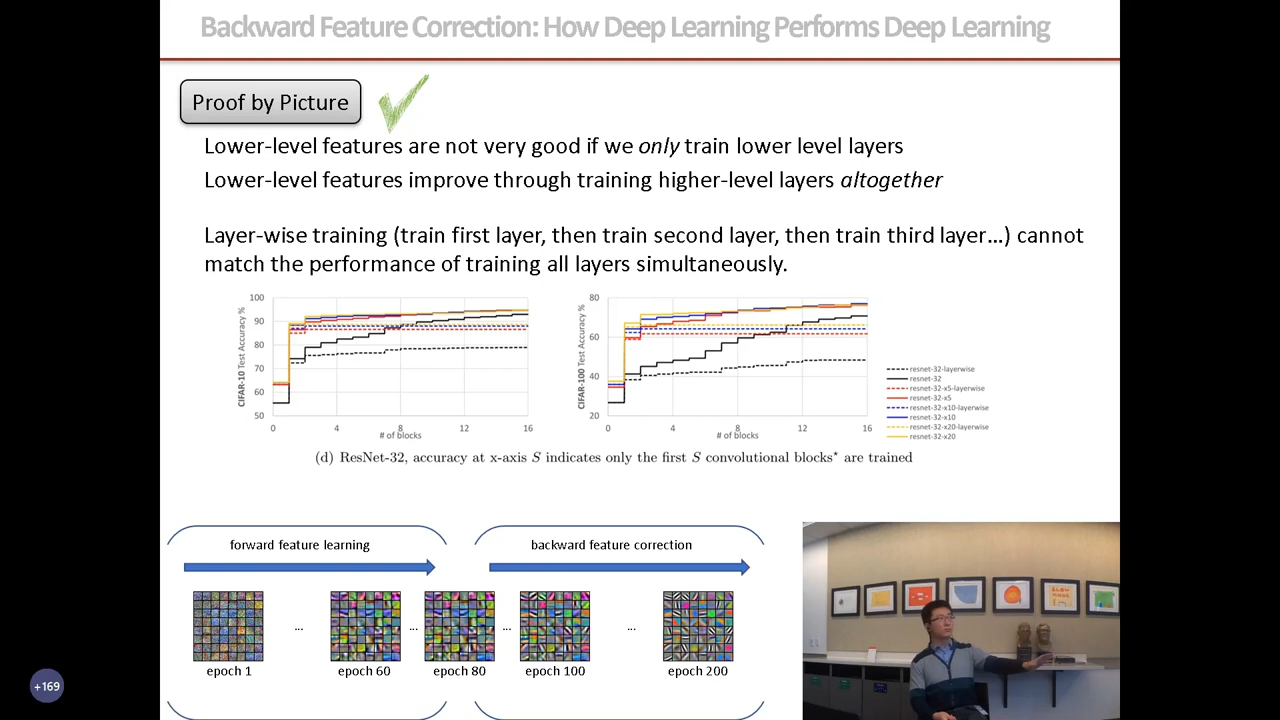 Backward Feature Correction: How Deep Learning Performs Deep Learning
Proof by Picture
Lower-level features are not very good if we only train lower level layers
Lower-level features improve through training higher-level layers altogether
Layer-wise training (train first layer, then train second layer, then train third layer…) cannot
match the performance of training all layers simultaneously.
CIFAR-10 Test Accuracy %
100
90
80
70
60
50
0 4 8 12 16
# of blocks
CIFAR-100 Test Accuracy %
80
60
40
20
0 4 8 12 16
# of blocks
resnet-32-layerwise
resnet-32
resnet-32-x5-layerwise
resnet-32-x5
resnet-32-x10-layerwise
resnet-32-x10
resnet-32-x20-layerwise
resnet-32-x20
(d) ResNet-32, accuracy at x-axis S indicates only the first S convolutional blocks* are trained
forward feature learning
backward feature correction
... ... ... ...
epoch 1 epoch 60 epoch 80 epoch 100 epoch 200
+169